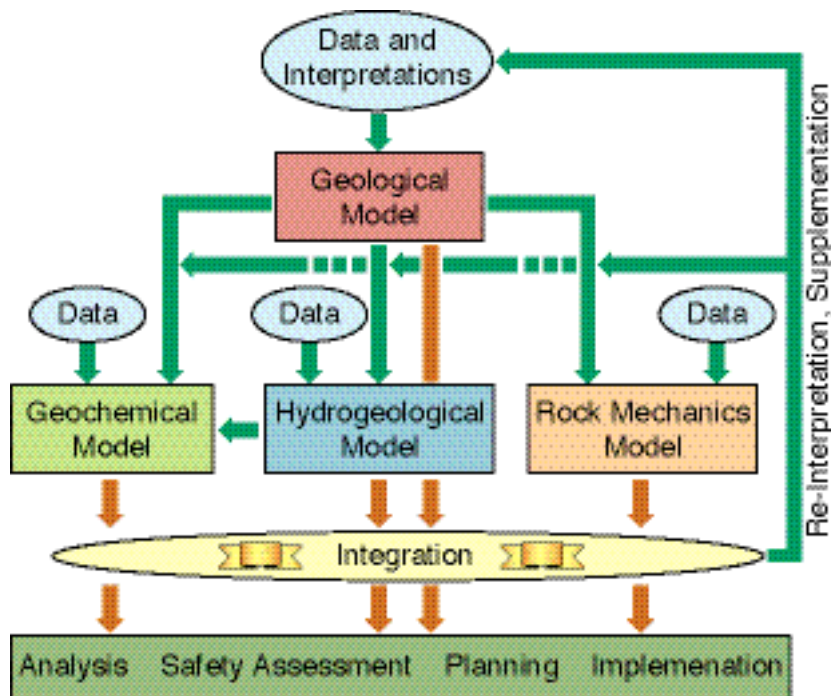 Data and
Interpretations
Geological
Model
Data
Data
Data
Geochemical
Model
Hydrogeological
Model
Rock Mechanics
Model
Re-Interpretation, Supplementation
Integration
Analysis Safety Assessment Planning Implemenation